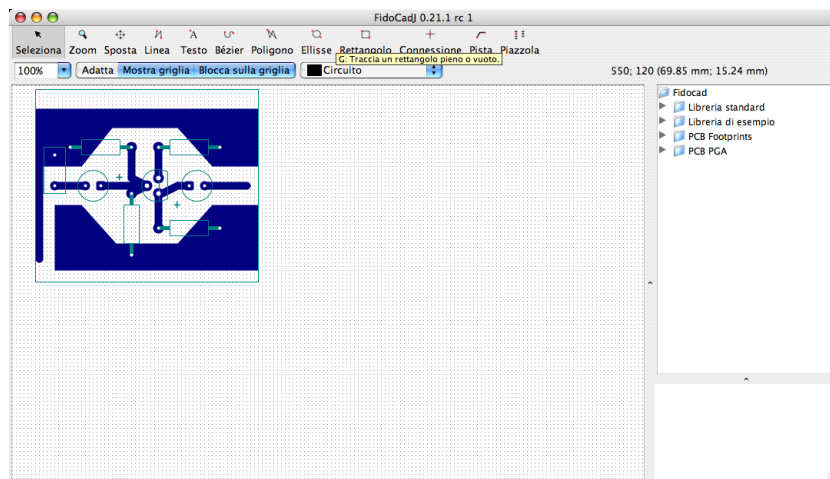 FidoCadJ 0.21.1 rc 1
Seleziona Zoom Sposta Linea Testo Bézier Poligono Ellisse Rettangolo Connessione Pista Piazzola
G: Traccia un rettangolo pieno o vuoto.
100% Adatta Mostra griglia Blocca sulla griglia Circuito 550; 120 (69.85 mm; 15.24 mm)
Fidocad
Libreria standard
Libreria di esempio
PCB Footprints
PCB PGA